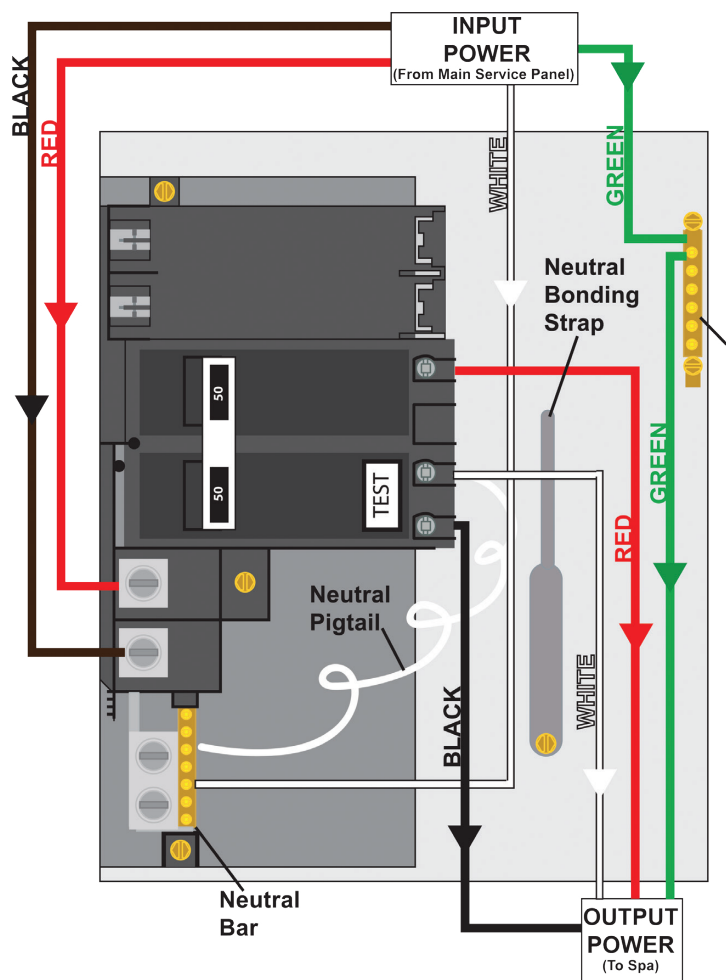 INPUT
POWER
(From Main Service Panel)
BLACK
RED
WHITE
GREEN
Neutral
Bonding
Strap
50
50
TEST
GREEN
RED
Neutral
Pigtail
WHITE
BLACK
Neutral
Bar
OUTPUT
POWER
(To Spa)